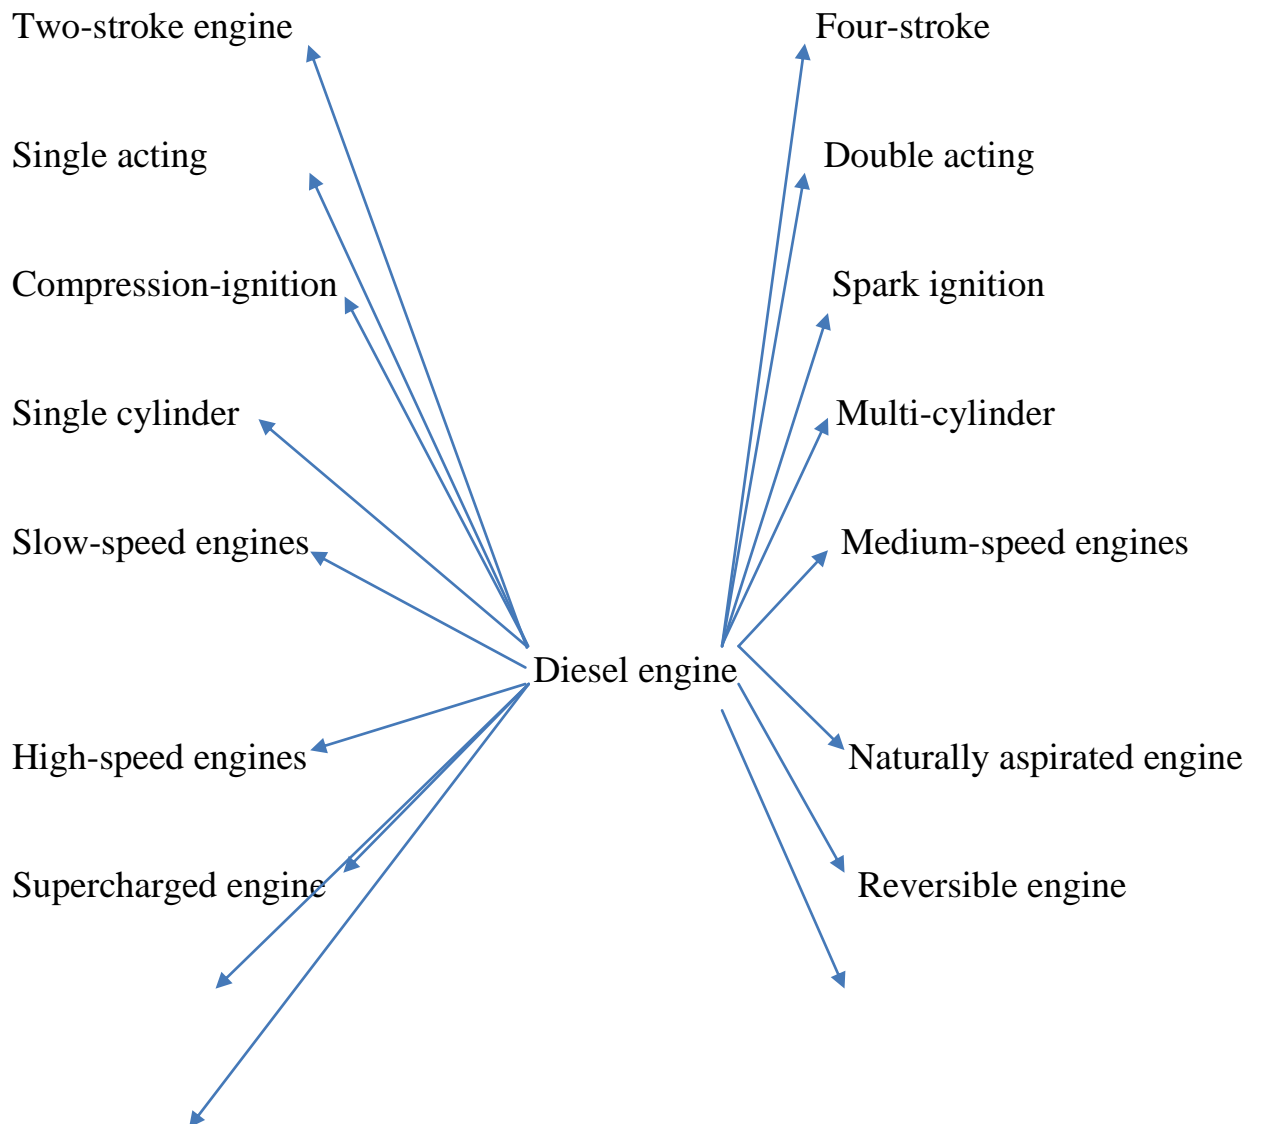 Two-stroke engine Four-stroke
Single acting Double acting
Compression-ignition Spark ignition
Single cylinder Multi-cylinder
Slow-speed engines Medium-speed engines
Diesel engine
High-speed engines Naturally aspirated engine
Supercharged engine Reversible engine